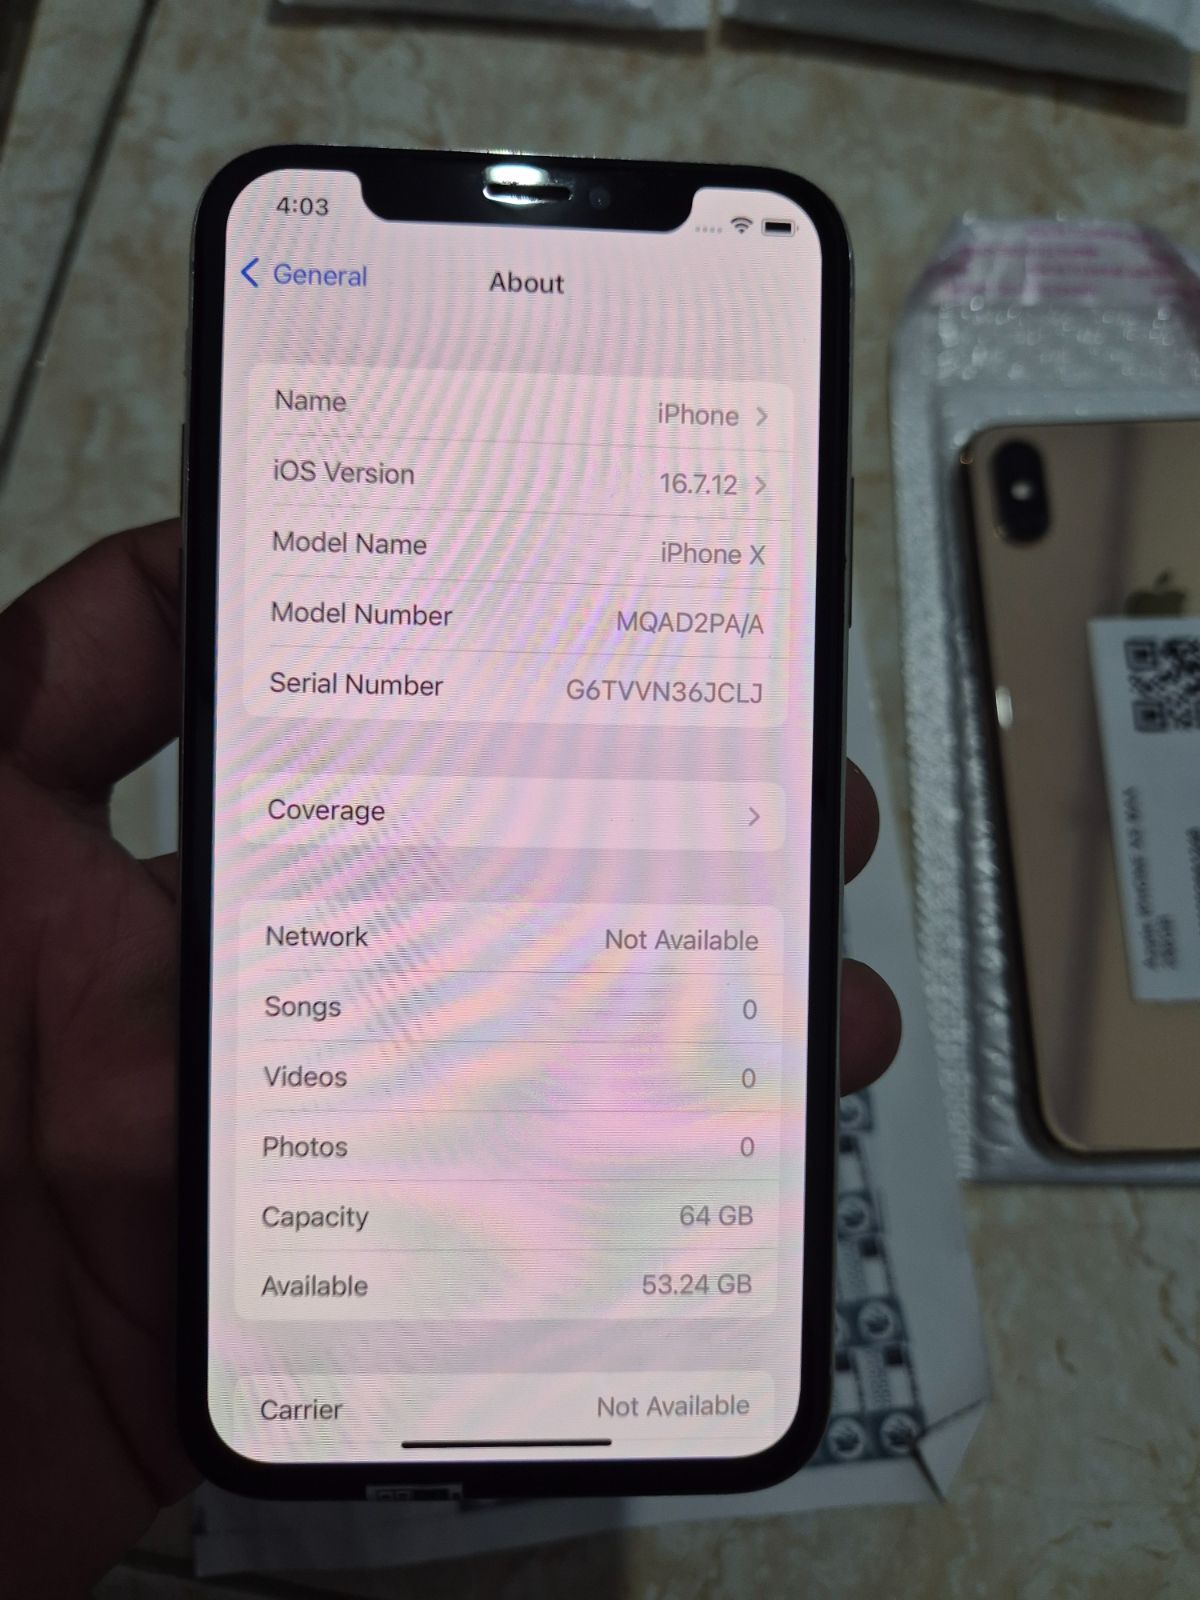 4:03
General
About
Name iPhone
iOS Version 16.7.12
Model Name iPhone X
Model Number MQAD2PA/A
Serial Number G6TVVN36JCLJ
Coverage
Network Not Available
Songs 0
Videos 0
Photos 0
Capacity 64 GB
Available 53.24 GB
Carrier Not Available